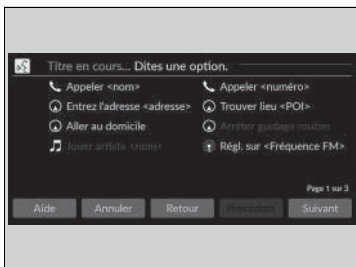 Titre en cours... Dites une option.
Appeler <nom>
Appeler <numéro>
Entrez l'adresse <adresse>
Trouver lieu <POI>
Aller au domicile
Arrêter guidage routier
Jouer artiste <nom>
Régl. sur <Fréquence FM>
Page 1 sur 3
Aide
Annuler
Retour
Suivant